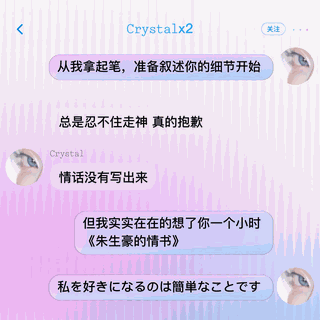 Crystalx2
关注
从我拿起笔，准备叙述你的细节开始
总是忍不住走神 真的抱歉
Crystal
情话没有写出来
但我实实在在的想了你一个小时
《朱生豪的情书》
私を好きになるのは簡単なことです